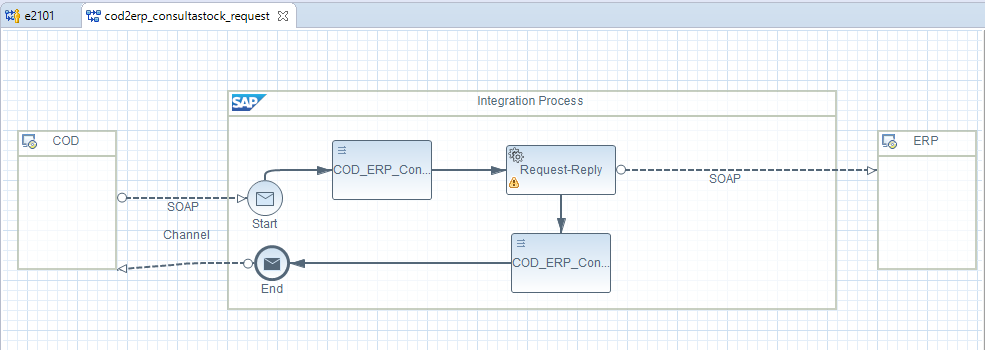 e2101
cod2erp_consultastock_request
SAP
Integration Process
COD
ERP
COD_ERP_Con...
Request-Reply
SOAP
SOAP
Start
Channel
COD_ERP_Con...
End